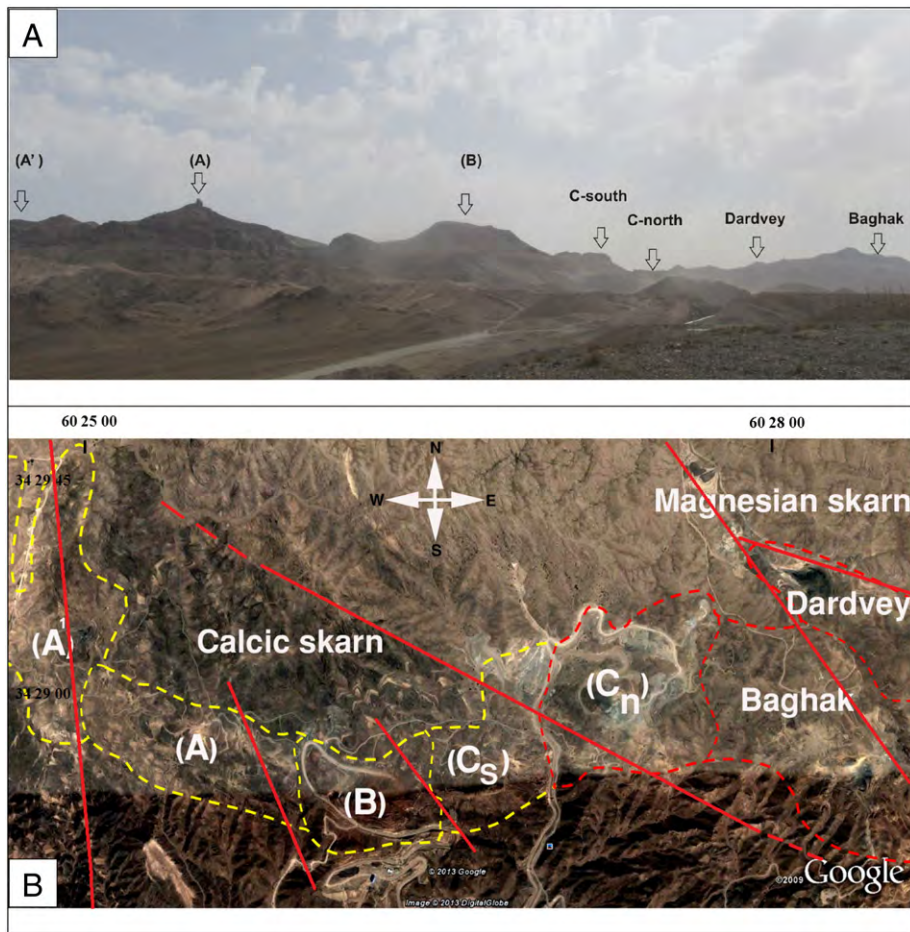 A
(A')
(A)
(B)
C-south
C-north
Dardvey
Baghak
60 25 00
60 28 00
N
34 29 45
W
E
Magnesian skarn
S
Dardvey
(A')
Calcic skarn
(Cn)
34 29 00
Baghak
(A)
(Cs)
(B)
© 2013 Google
©2009 Google
Image © 2013 DigitalGlobe
B